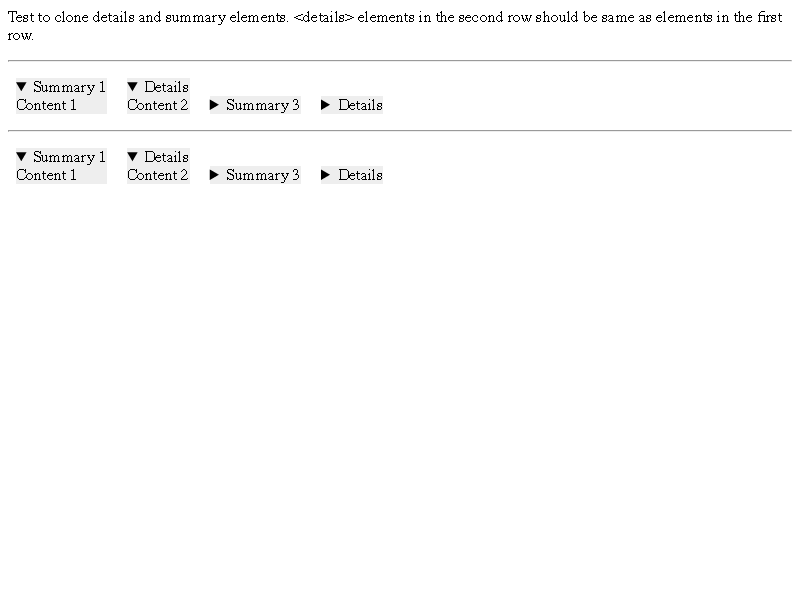 Test to clone details and summary elements. <details> elements in the second row should be same as elements in the first
row.
▼ Summary 1 ▼ Details
Content 1 Content 2 ▶ Summary 3 ▶ Details
▼ Summary 1 ▼ Details
Content 1 Content 2 ▶ Summary 3 ▶ Details